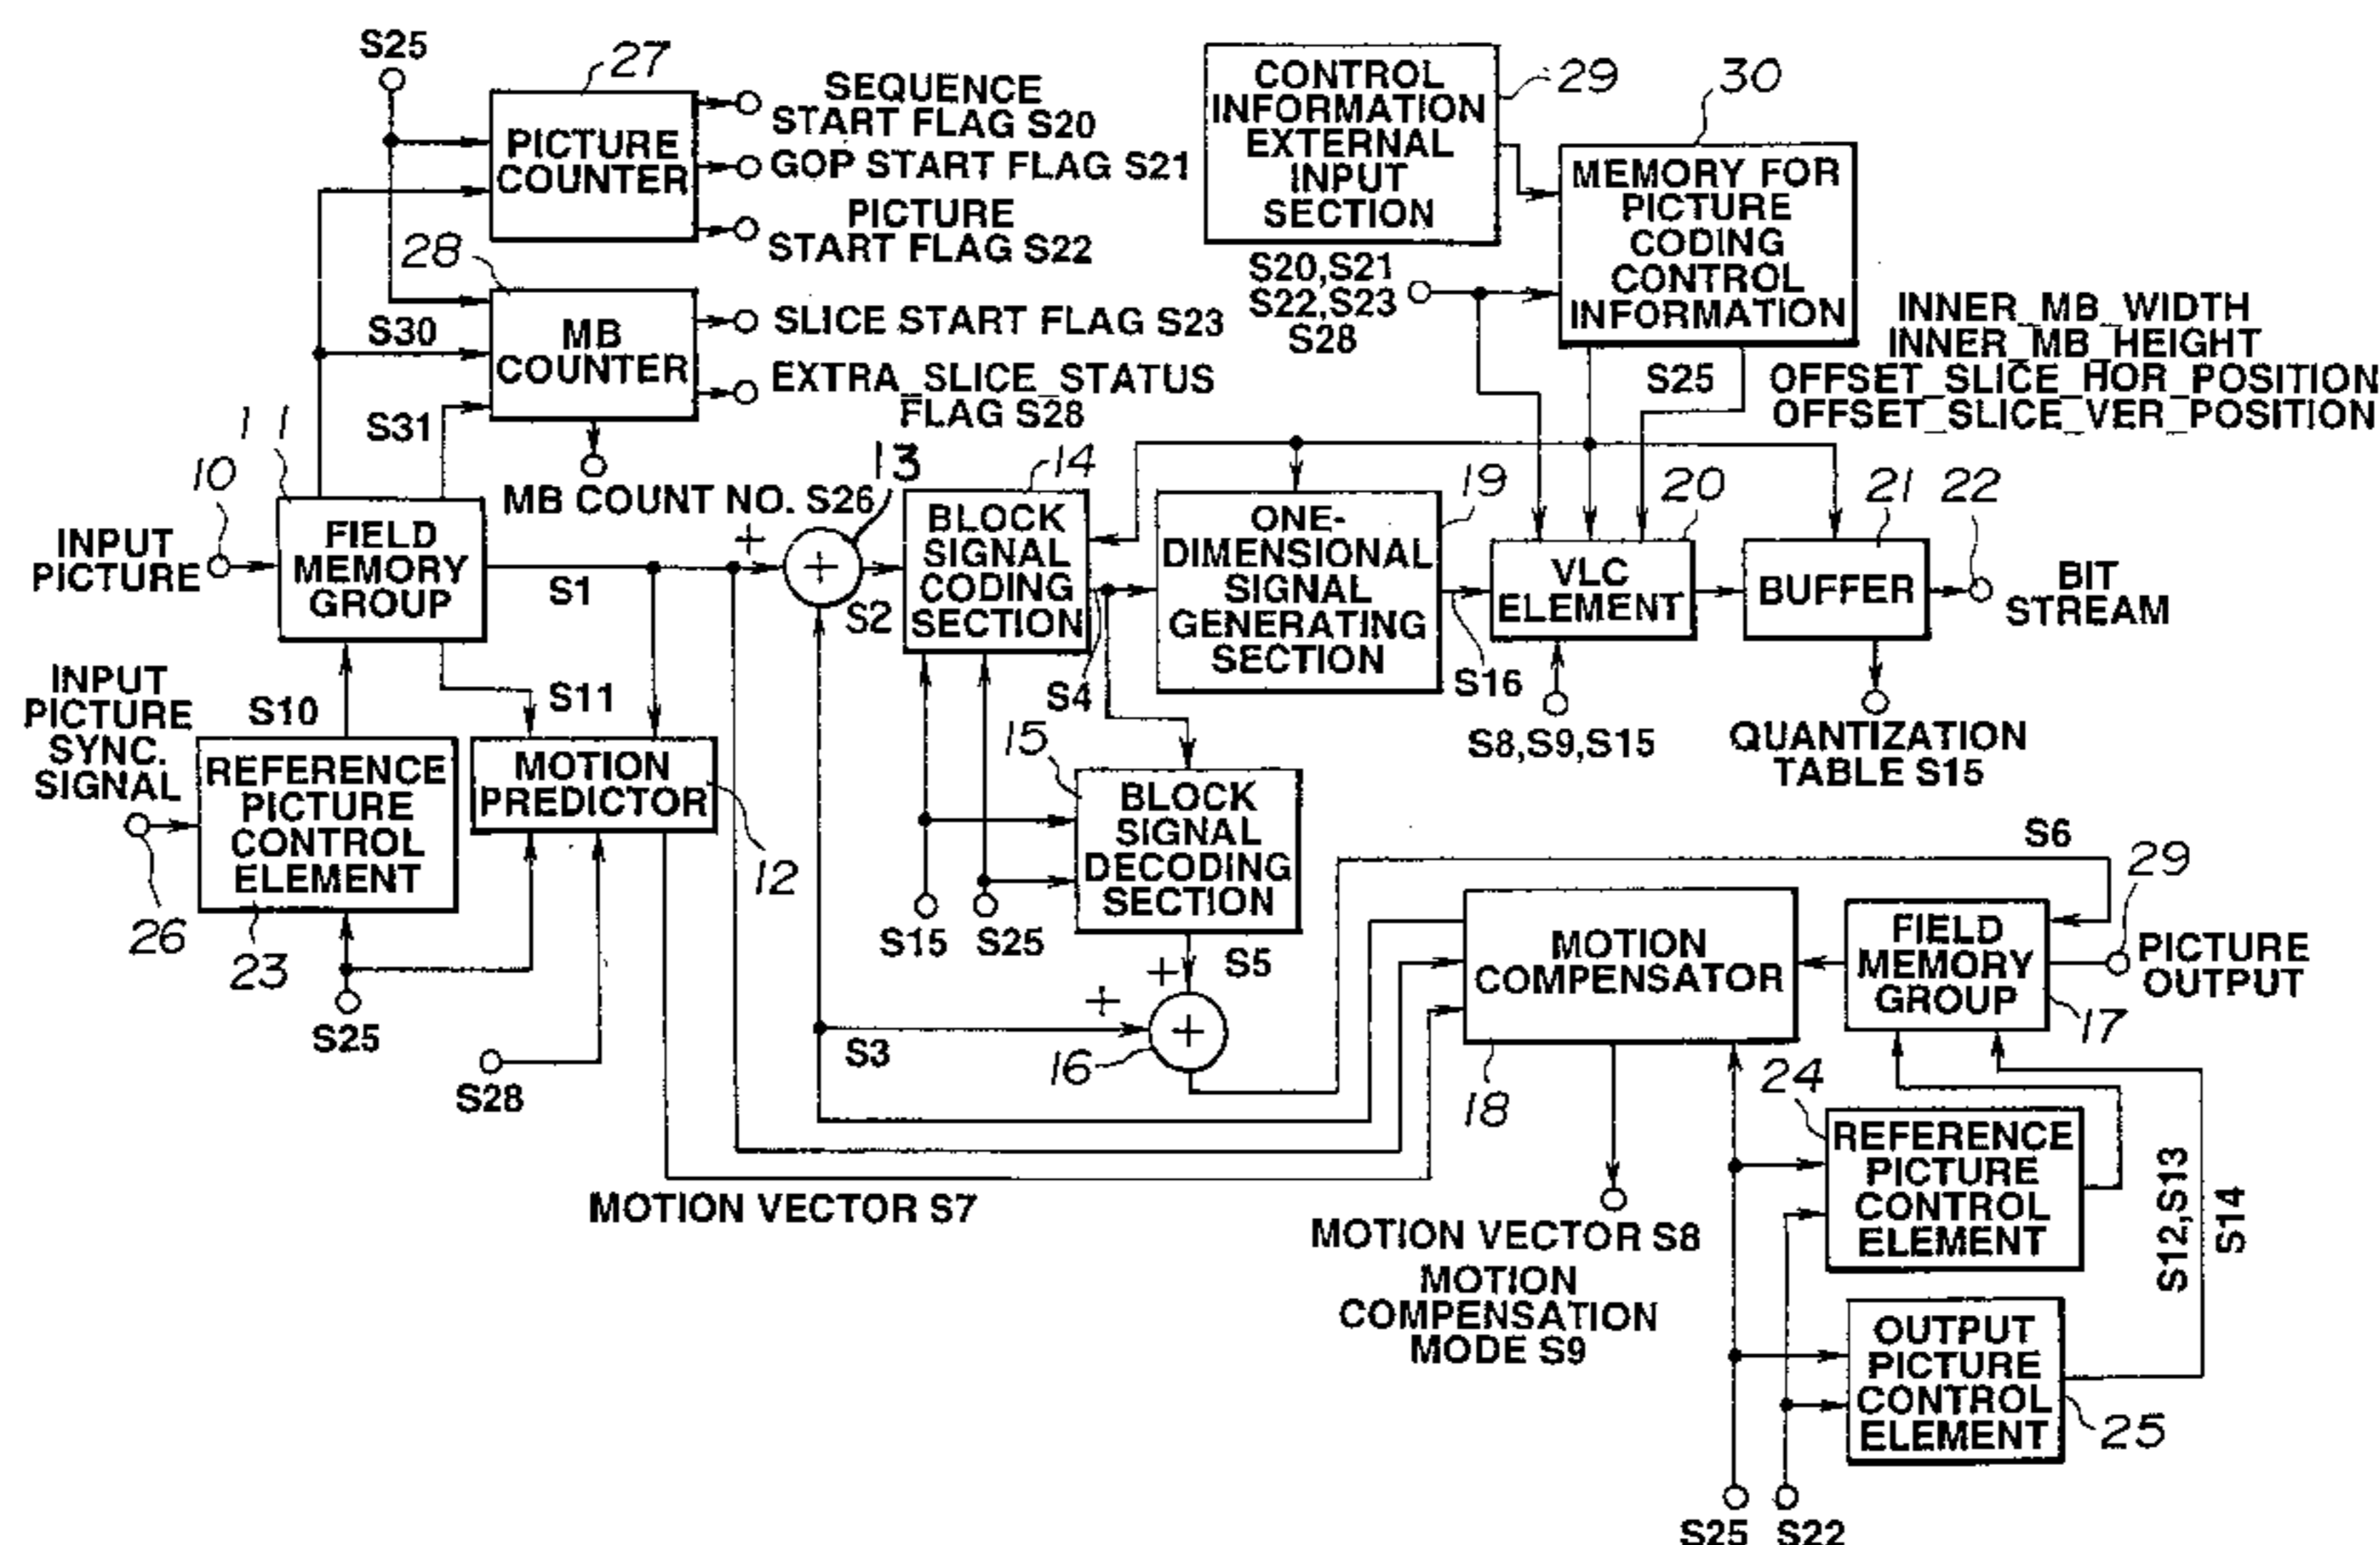 S25
27
PICTURE
COUNTER
SEQUENCE
START FLAG S20
GOP START FLAG S21
PICTURE
START FLAG S22
28
S30
MB
COUNTER
SLICE START FLAG S23
EXTRA_SLICE_STATUS
FLAG S28
S31
MB COUNT NO. S26
CONTROL
INFORMATION
EXTERNAL
INPUT
SECTION
29
30
MEMORY FOR
PICTURE
CODING
CONTROL
INFORMATION
S20,S21
S22,S23
S28
S25
INNER_MB_WIDTH
INNER_MB_HEIGHT
OFFSET_SLICE_HOR_POSITION
OFFSET_SLICE_VER_POSITION
10
11
INPUT
PICTURE
FIELD
MEMORY
GROUP
S1
+
13
+
S2
14
BLOCK
SIGNAL
CODING
SECTION
S4
19
ONE-
DIMENSIONAL
SIGNAL
GENERATING
SECTION
S16
20
VLC
ELEMENT
S8,S9,S15
21
BUFFER
22
BIT
STREAM
QUANTIZATION
TABLE S15
INPUT
PICTURE
SYNC.
SIGNAL
26
S10
S11
REFERENCE
PICTURE
CONTROL
ELEMENT
23
S25
MOTION
PREDICTOR
12
S28
15
BLOCK
SIGNAL
DECODING
SECTION
S15
S25
S5
+
+
+
16
S3
S6
MOTION
COMPENSATOR
18
FIELD
MEMORY
GROUP
17
29
PICTURE
OUTPUT
MOTION VECTOR S7
MOTION VECTOR S8
MOTION
COMPENSATION
MODE S9
24
REFERENCE
PICTURE
CONTROL
ELEMENT
S12,S13
S14
OUTPUT
PICTURE
CONTROL
ELEMENT
25
S25
S22